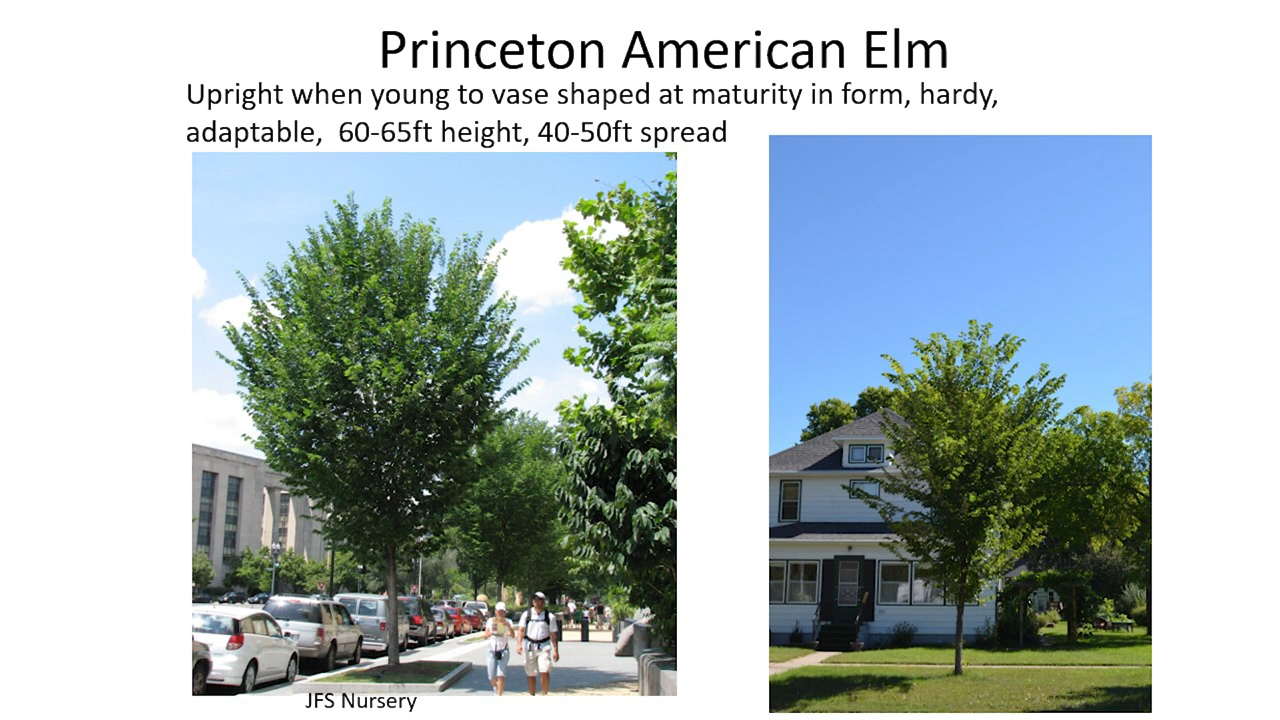 Princeton American Elm
Upright when young to vase shaped at maturity in form, hardy,
adaptable,  60-65ft height, 40-50ft spread
JFS Nursery